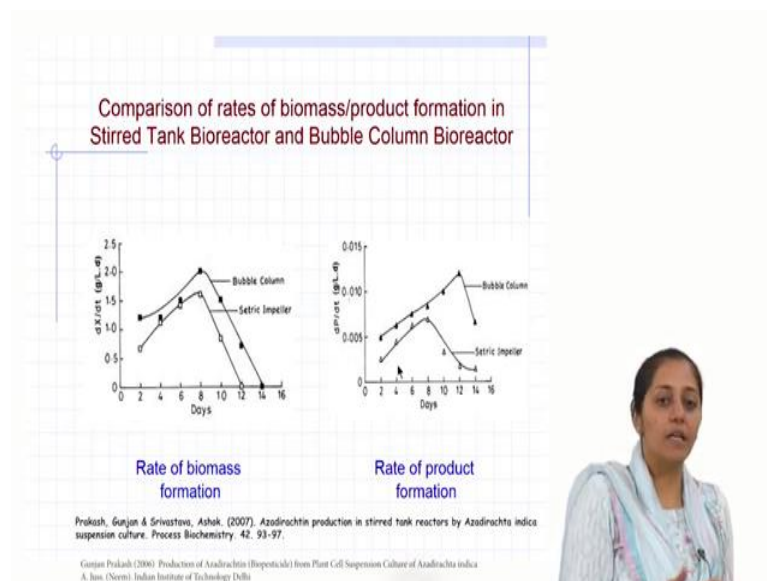 Comparison of rates of biomass/product formation in
Stirred Tank Bioreactor and Bubble Column Bioreactor
2.5
2.0
1.5
1.0
0.5
0
dX/dt (g/L.d)
Bubble Column
Setric Impeller
0 2 4 6 8 10 12 14 16
Days
0.015
0.010
0.005
0
dP/dt (g/L.d)
Bubble Column
Setric Impeller
0 2 4 6 8 10 12 14 16
Days
Rate of biomass
formation
Rate of product
formation
Prakash, Gunjan & Srivastava, Ashok. (2007). Azadirachtin production in stirred tank reactors by Azadirachta indica
suspension culture. Process Biochemistry. 42. 93-97.
Gunjan Prakash (2006) Production of Azadirachtin (Biopesticide) from Plant Cell Suspension Culture of Azadirachta indica
A. Juss. (Neem). Indian Institute of Technology Delhi